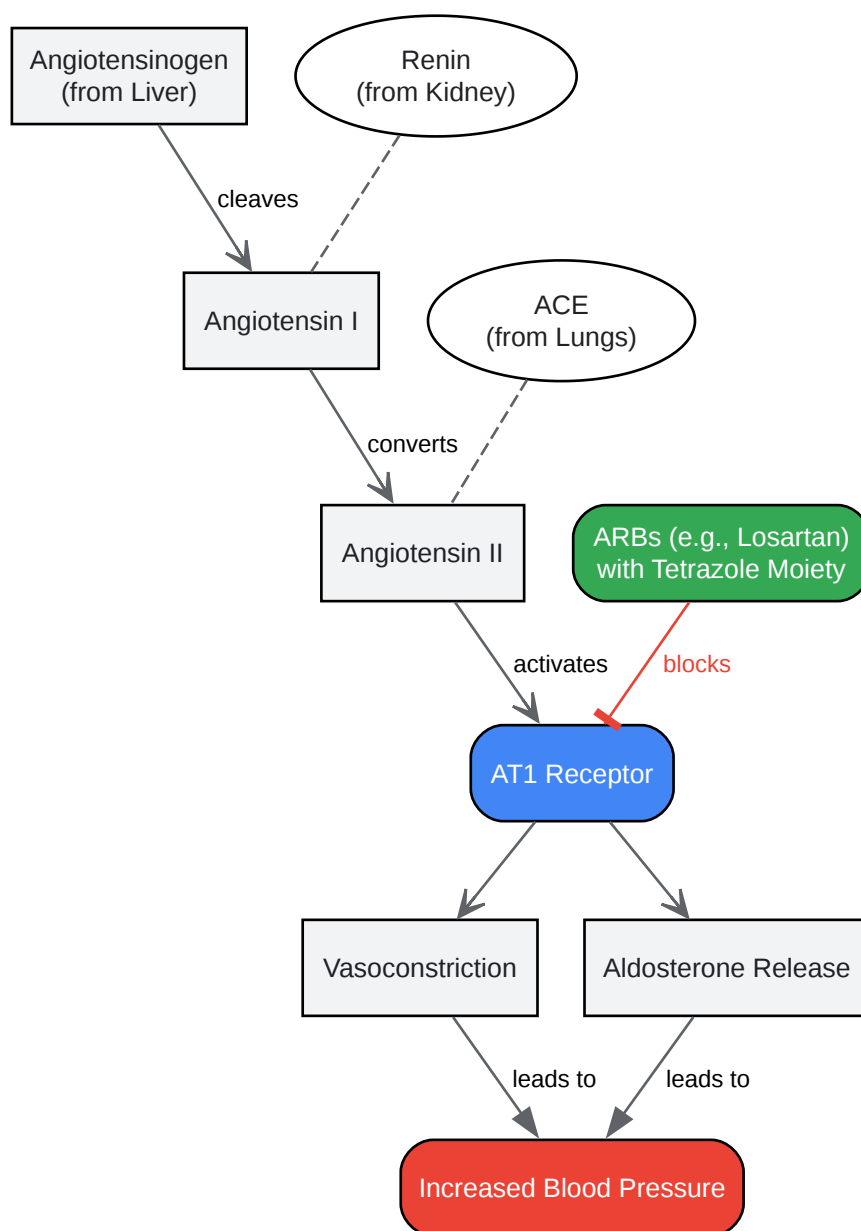 Angiotensinogen
(from Liver)
Renin
(from Kidney)
cleaves
Angiotensin I
ACE
(from Lungs)
converts
Angiotensin II
ARBs (e.g., Losartan)
with Tetrazole Moiety
activates
blocks
AT1 Receptor
Vasoconstriction
Aldosterone Release
leads to
leads to
Increased Blood Pressure